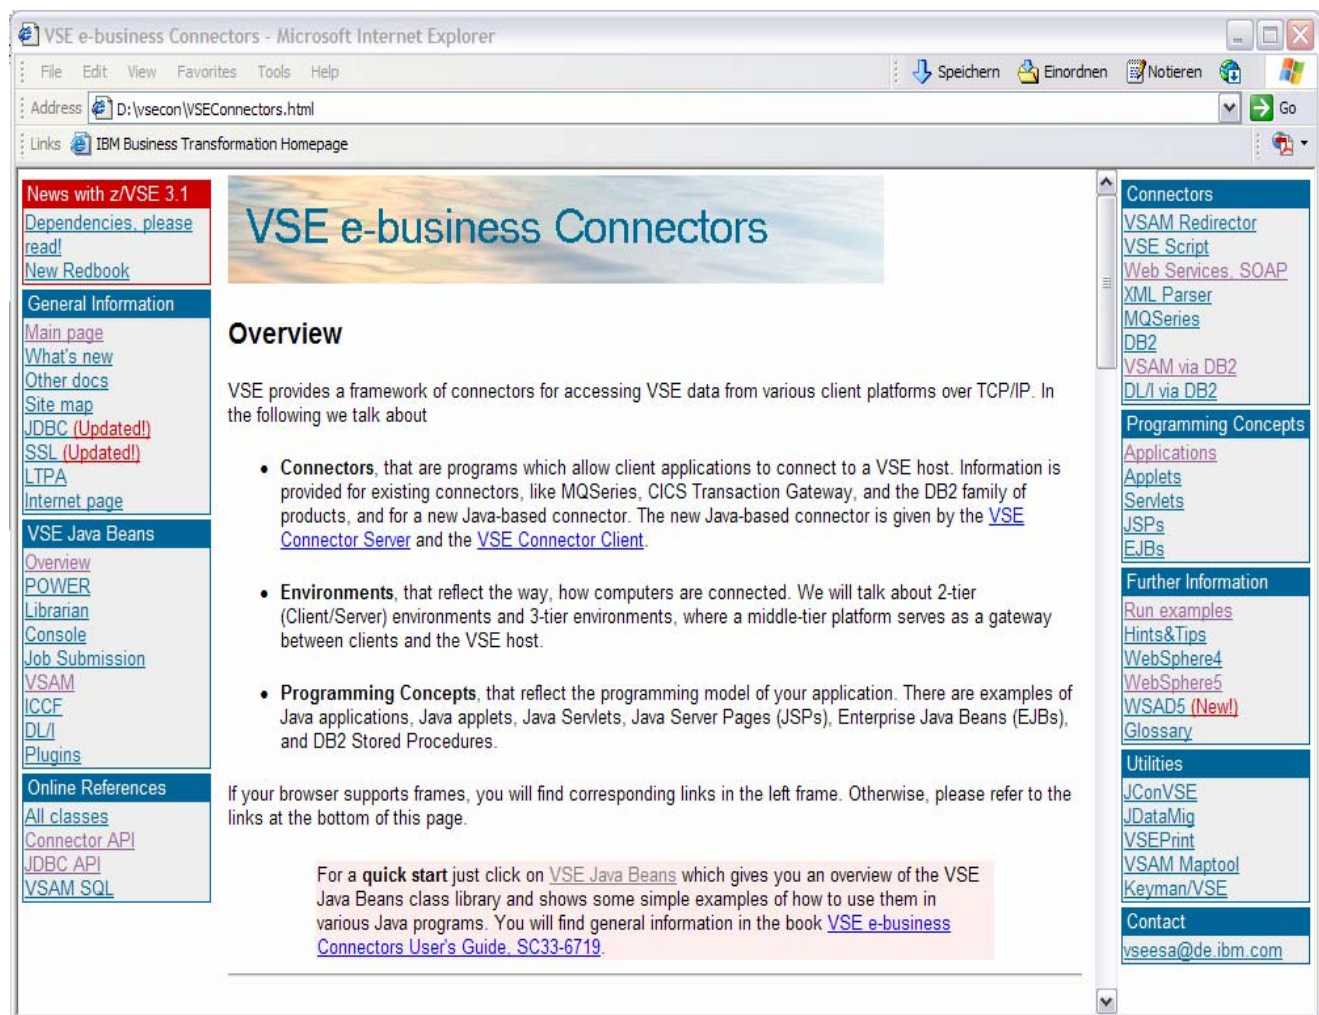 VSE e-business Connectors - Microsoft Internet Explorer
File Edit View Favorites Tools Help
Speichern Einordnen Notieren
Address D:\vsecon\VSEConnectors.html Go
Links IBM Business Transformation Homepage
News with z/VSE 3.1
Dependencies, please
read!
New Redbook
General Information
Main page
What's new
Other docs
Site map
JDBC (Updated!)
SSL (Updated!)
LTPA
Internet page
VSE Java Beans
Overview
POWER
Librarian
Console
Job Submission
VSAM
ICCF
DL/I
Plugins
Online References
All classes
Connector API
JDBC API
VSAM SQL
VSE e-business Connectors
Overview
VSE provides a framework of connectors for accessing VSE data from various client platforms over TCP/IP. In
the following we talk about
• Connectors, that are programs which allow client applications to connect to a VSE host. Information is
provided for existing connectors, like MQSeries, CICS Transaction Gateway, and the DB2 family of
products, and for a new Java-based connector. The new Java-based connector is given by the VSE
Connector Server and the VSE Connector Client.
• Environments, that reflect the way, how computers are connected. We will talk about 2-tier
(Client/Server) environments and 3-tier environments, where a middle-tier platform serves as a gateway
between clients and the VSE host.
• Programming Concepts, that reflect the programming model of your application. There are examples of
Java applications, Java applets, Java Servlets, Java Server Pages (JSPs), Enterprise Java Beans (EJBs),
and DB2 Stored Procedures.
If your browser supports frames, you will find corresponding links in the left frame. Otherwise, please refer to the
links at the bottom of this page.
For a quick start just click on VSE Java Beans which gives you an overview of the VSE
Java Beans class library and shows some simple examples of how to use them in
various Java programs. You will find general information in the book VSE e-business
Connectors User's Guide, SC33-6719.
Connectors
VSAM Redirector
VSE Script
Web Services, SOAP
XML Parser
MQSeries
DB2
VSAM via DB2
DL/I via DB2
Programming Concepts
Applications
Applets
Servlets
JSPs
EJBs
Further Information
Run examples
Hints&Tips
WebSphere4
WebSphere5
WSAD5 (New!)
Glossary
Utilities
JConVSE
JDataMig
VSEPrint
VSAM Maptool
Keyman/VSE
Contact
vseesa@de.ibm.com